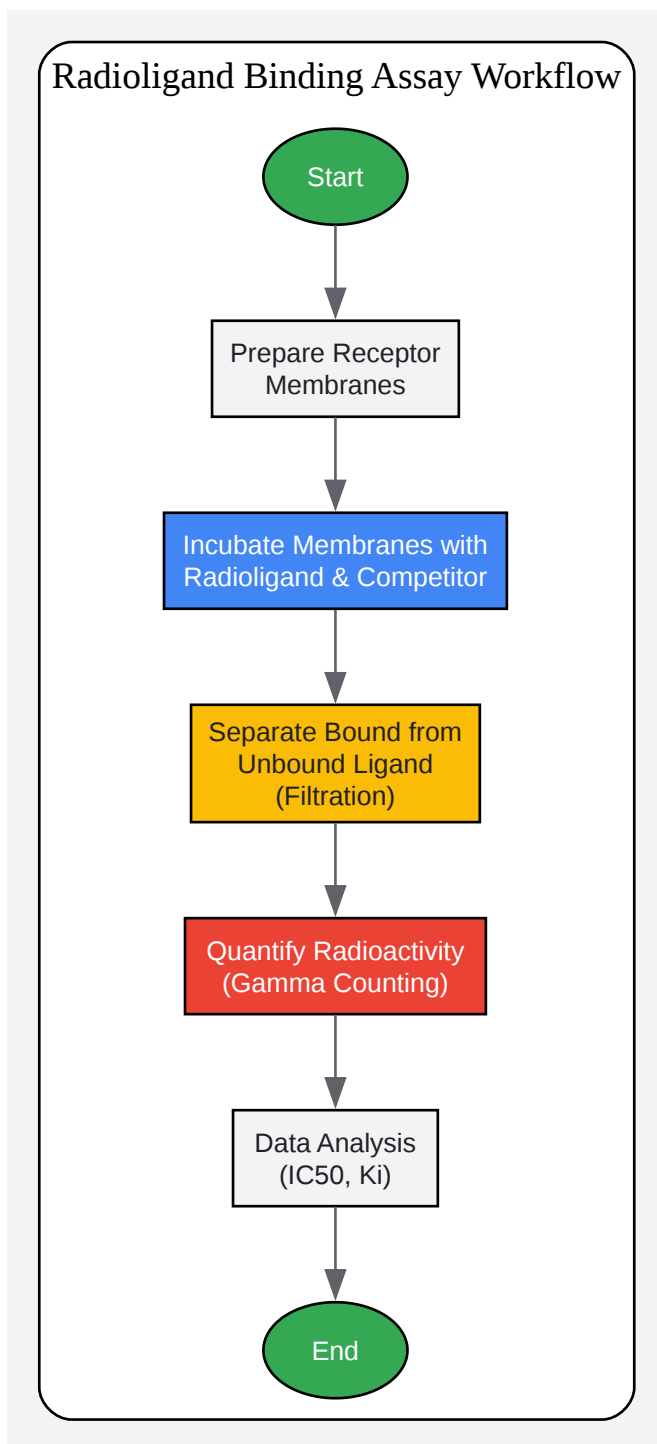 Radioligand Binding Assay Workflow
Start
Prepare Receptor
Membranes
Incubate Membranes with
Radioligand & Competitor
Separate Bound from
Unbound Ligand
(Filtration)
Quantify Radioactivity
(Gamma Counting)
Data Analysis
(IC50, Ki)
End